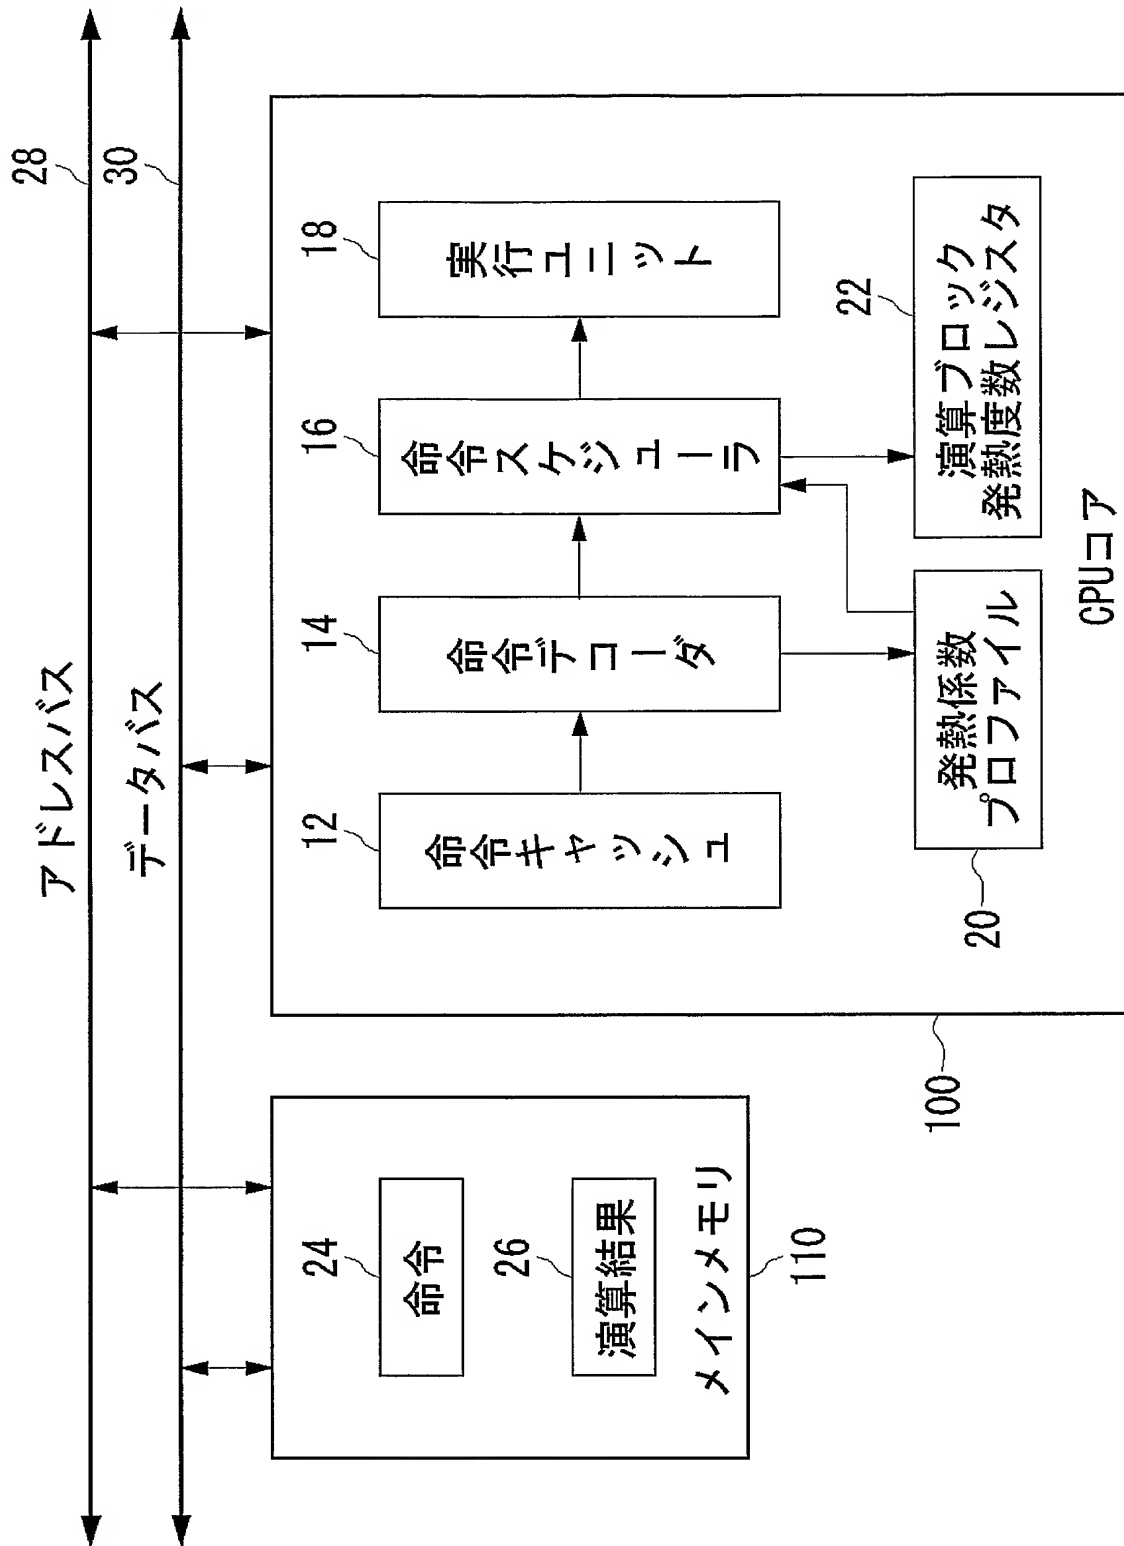 アドレスバス
28
データバス
30
24
命令
26
演算結果
メインメモリ
110
12
命令キャッシュ
14
命令デコーダ
16
命令スケジューラ
18
実行ユニット
20
発熱係数
プロファイル
22
演算ブロック
発熱度数レジスタ
CPUコア
100